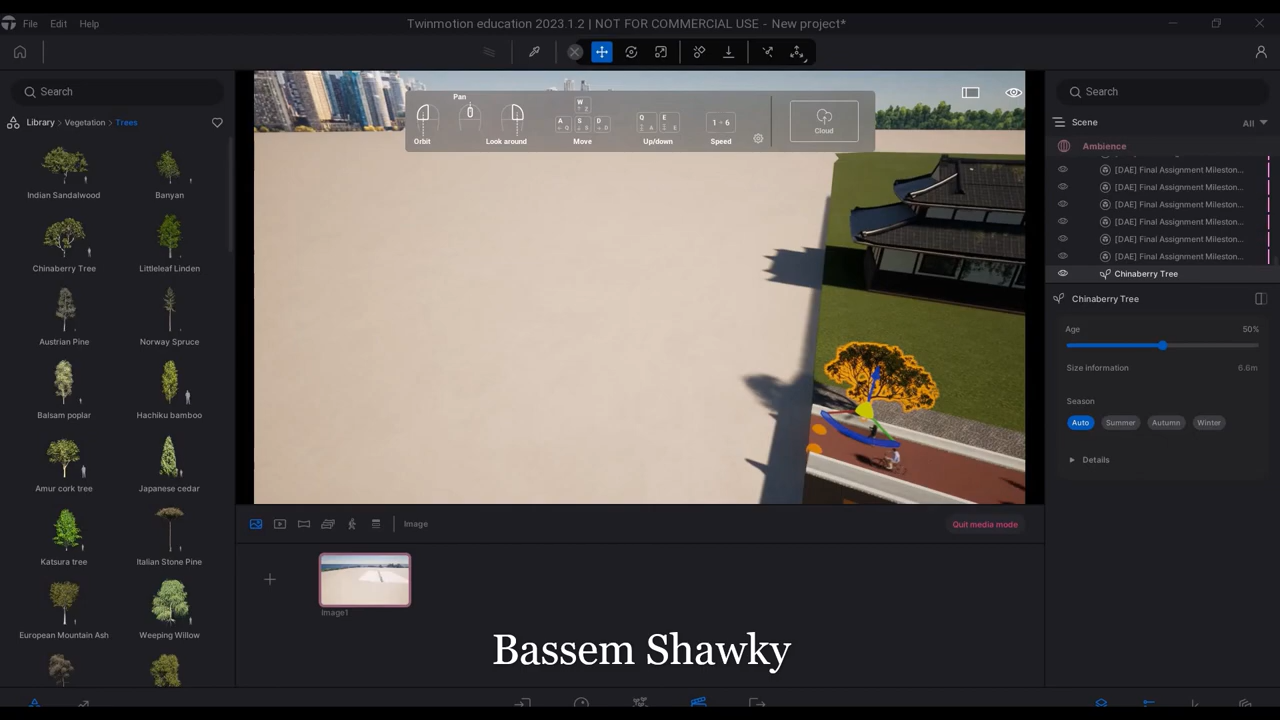 File Edit Help
Twinmotion education 2023.1.2 | NOT FOR COMMERCIAL USE - New project*
Search
Library > Vegetation > Trees
Indian Sandalwood
Banyan
Chinaberry Tree
Littleleaf Linden
Austrian Pine
Norway Spruce
Balsam poplar
Hachiku bamboo
Amur cork tree
Japanese cedar
Katsura tree
Italian Stone Pine
European Mountain Ash
Weeping Willow
Pan
W
A S D
Q E
1 → 6
Orbit
Look around
Move
Up/down
Speed
Cloud
Image
Quit media mode
Image1
Bassem Shawky
Search
Scene
All
Ambience
[DAE] Final Assignment Mileston...
[DAE] Final Assignment Mileston...
[DAE] Final Assignment Mileston...
[DAE] Final Assignment Mileston...
[DAE] Final Assignment Mileston...
[DAE] Final Assignment Mileston...
Chinaberry Tree
Chinaberry Tree
Age 50%
Size information 6.6m
Season
Auto Summer Autumn Winter
Details